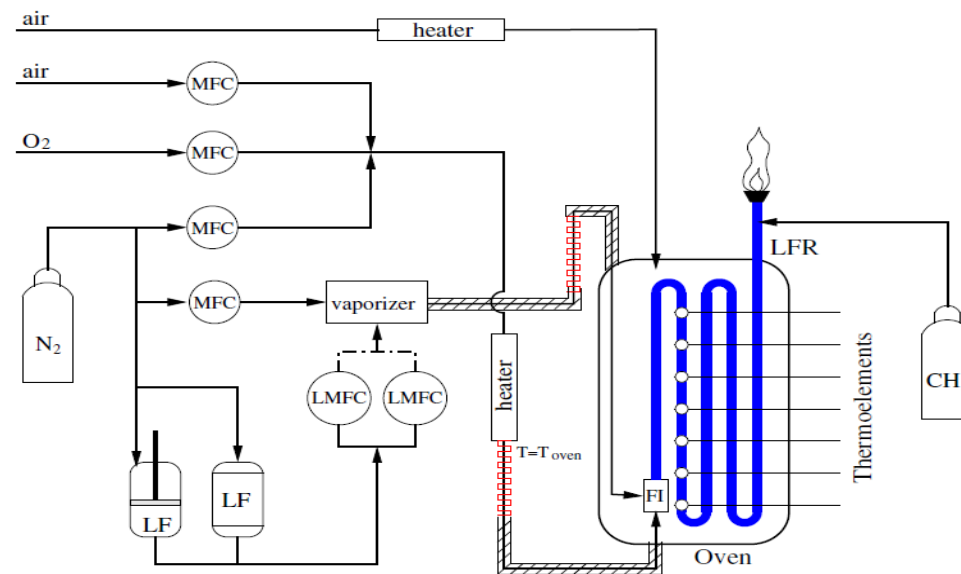 air
heater
air
MFC
O2
MFC
MFC
LFR
MFC
vaporizer
N2
CH
LMFC
LMFC
heater
Thermoelements
T=Toven
LF
LF
FI
Oven